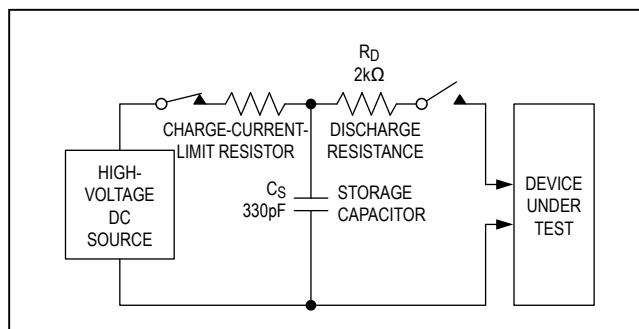 R_D
2kΩ
CHARGE-CURRENT-
LIMIT RESISTOR
DISCHARGE
RESISTANCE
HIGH-
VOLTAGE
DC
SOURCE
C_S
330pF
STORAGE
CAPACITOR
DEVICE
UNDER
TEST